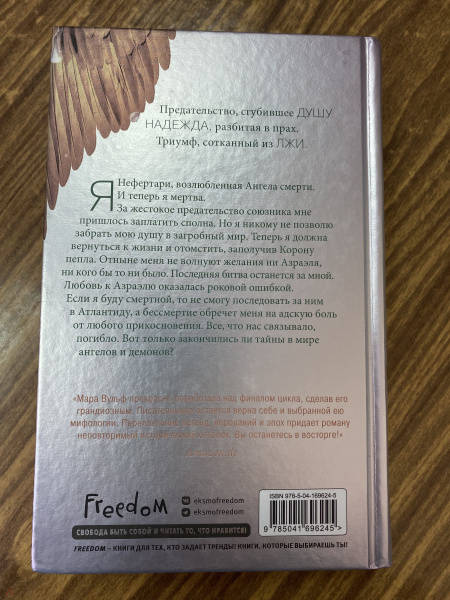 Предательство, сгубившее ДУШУ
НАДЕЖДА, разбитая в прах.
Триумф, сотканный из ЛЖИ.
Я Нефертари, возлюбленная Ангела смерти.
И теперь я мертва.
За жестокое предательство союзника мне
пришлось заплатить сполна. Но я никому не позволю
забрать мою душу в загробный мир. Теперь я должна
вернуться к жизни и отомстить, заполучив Корону
пепла. Отныне меня не волнуют желания ни Азраэля,
ни кого бы то ни было. Последняя битва останется за мной.
Любовь к Азраэлю оказалась роковой ошибкой.
Если я буду смертной, то не смогу последовать за ним
в Атлантиду, а бессмертие обречет меня на адскую боль
от любого прикосновения. Все, что нас связывало,
погибло. Вот только закончились ли тайны в мире
ангелов и демонов?
«Мара Вульф над финалом цикла, сделав его
грандиозным. верна себе и выбранной ею
мифологии. и эпох придает роману
неповторимый Вы останетесь в восторге!»
Freedom
eksmofreedom
eksmofreedom
ISBN 978-5-04-169624-5
9 785041 696245 >
СВОБОДА БЫТЬ СОБОЙ И ЧИТАТЬ ТО, ЧТО НРАВИТСЯ!
FREEDOM – КНИГИ ДЛЯ ТЕХ, КТО ЗАДАЕТ ТРЕНДЫ! КНИГИ, КОТОРЫЕ ВЫБИРАЕШЬ ТЫ!